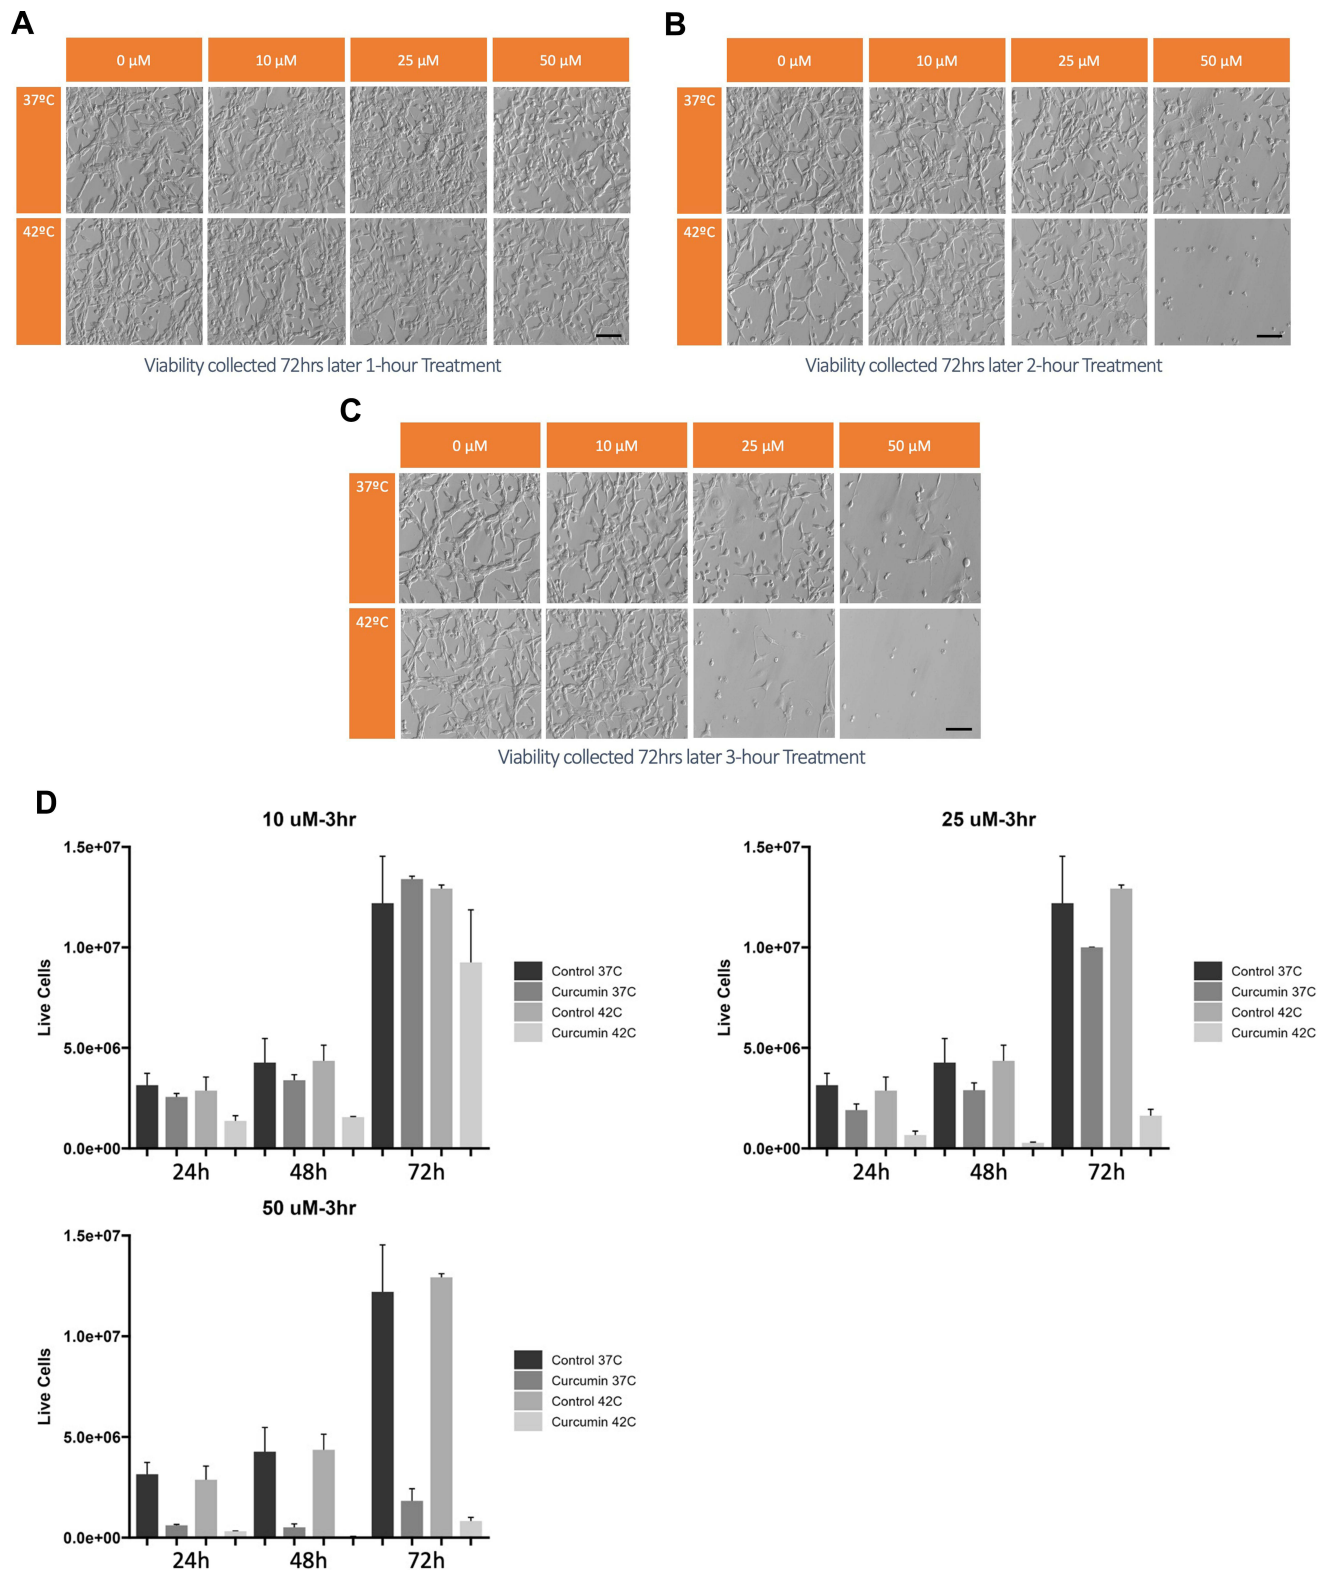 A
0 µM 10 µM 25 µM 50 µM
37ºC
42ºC
Viability collected 72hrs later 1-hour Treatment
B
0 µM 10 µM 25 µM 50 µM
37ºC
42ºC
Viability collected 72hrs later 2-hour Treatment
C
0 µM 10 µM 25 µM 50 µM
37ºC
42ºC
Viability collected 72hrs later 3-hour Treatment
D
10 uM-3hr
Live Cells
1.5e+07
1.0e+07
5.0e+06
0.0e+00
24h 48h 72h
Control 37C
Curcumin 37C
Control 42C
Curcumin 42C
25 uM-3hr
Live Cells
1.5e+07
1.0e+07
5.0e+06
0.0e+00
24h 48h 72h
Control 37C
Curcumin 37C
Control 42C
Curcumin 42C
50 uM-3hr
Live Cells
1.5e+07
1.0e+07
5.0e+06
0.0e+00
24h 48h 72h
Control 37C
Curcumin 37C
Control 42C
Curcumin 42C